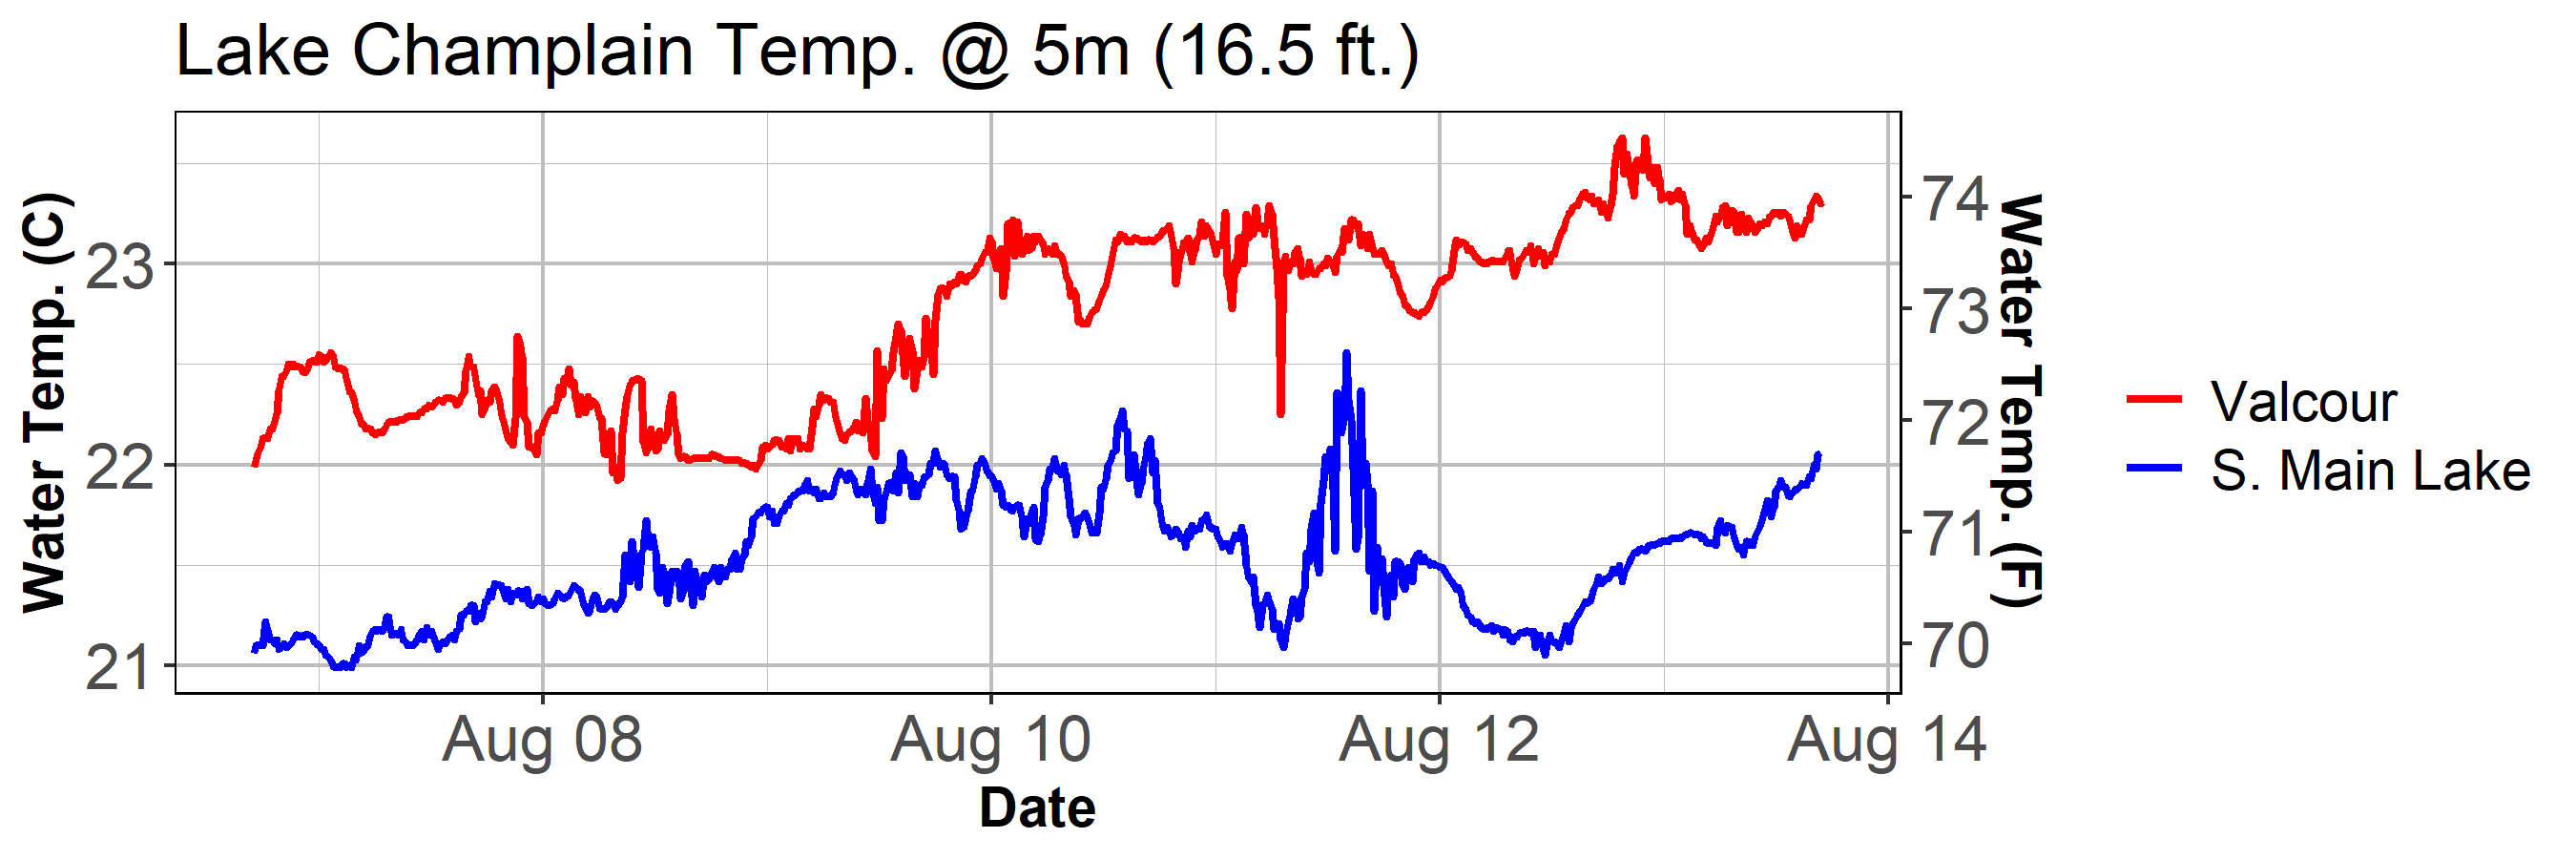 Lake Champlain Temp. @ 5m (16.5 ft.)
Water Temp. (C)
23
22
21
74
73
72
71
70
Water Temp. (F)
Aug 08
Aug 10
Aug 12
Aug 14
Date
Valcour
S. Main Lake